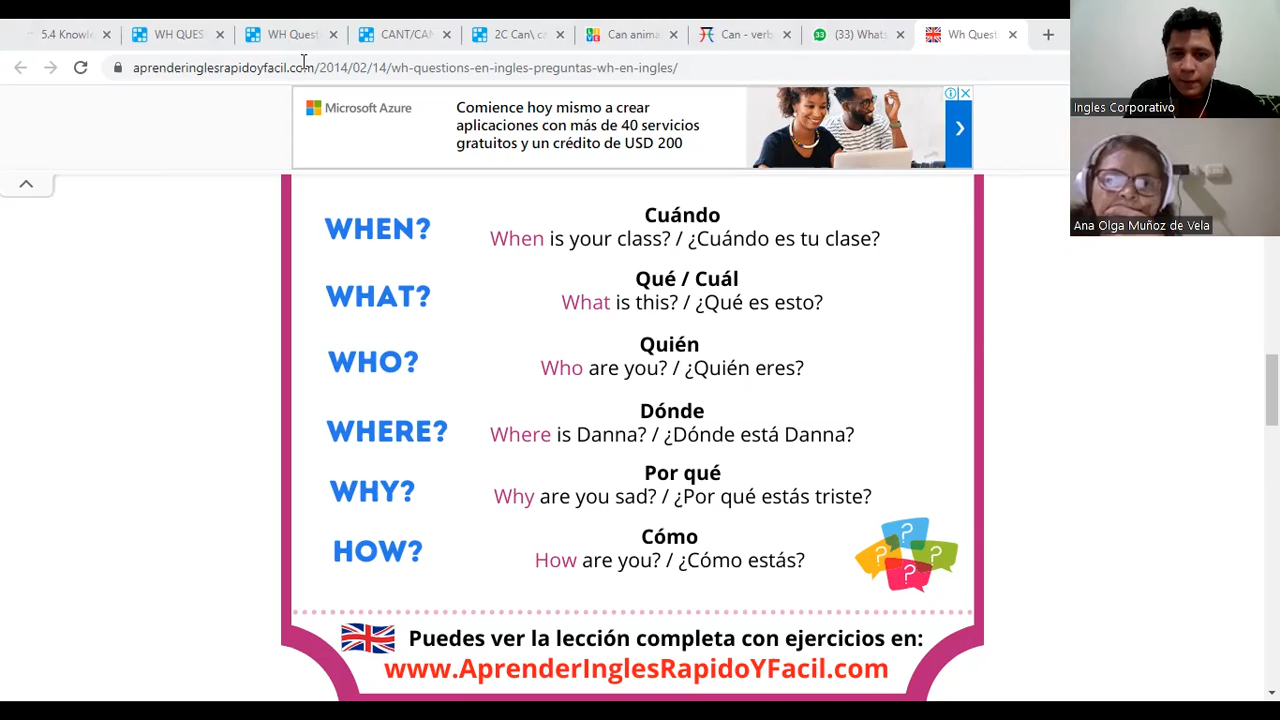 5.4 Knowle
WH QUES
WH Quest
CANT/CAN
2C Can\ ca
Can anima
Can - verb
(33) Whats
Wh Quest
aprenderinglesrapidoyfacil.com/2014/02/14/wh-questions-en-ingles-preguntas-wh-en-ingles/
Microsoft Azure
Comience hoy mismo a crear
aplicaciones con más de 40 servicios
gratuitos y un crédito de USD 200
Ingles Corporativo
Ana Olga Muñoz de Vela
WHEN?
Cuándo
When is your class? / ¿Cuándo es tu clase?
WHAT?
Qué / Cuál
What is this? / ¿Qué es esto?
WHO?
Quién
Who are you? / ¿Quién eres?
WHERE?
Dónde
Where is Danna? / ¿Dónde está Danna?
WHY?
Por qué
Why are you sad? / ¿Por qué estás triste?
HOW?
Cómo
How are you? / ¿Cómo estás?
Puedes ver la lección completa con ejercicios en:
www.AprenderInglesRapidoYFacil.com